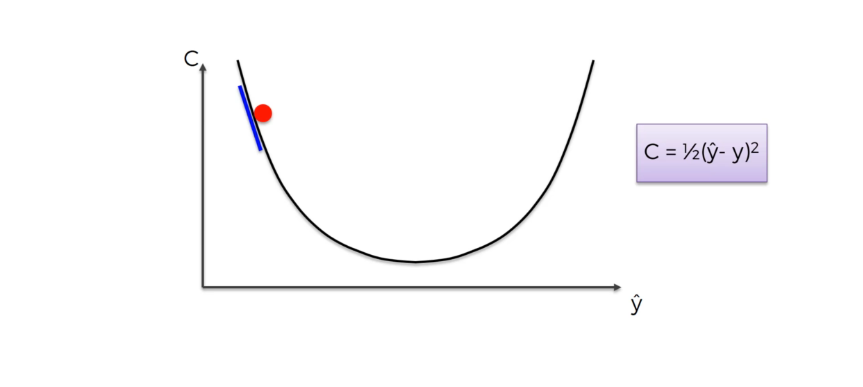 C
C = ½(ŷ- y)²
ŷ